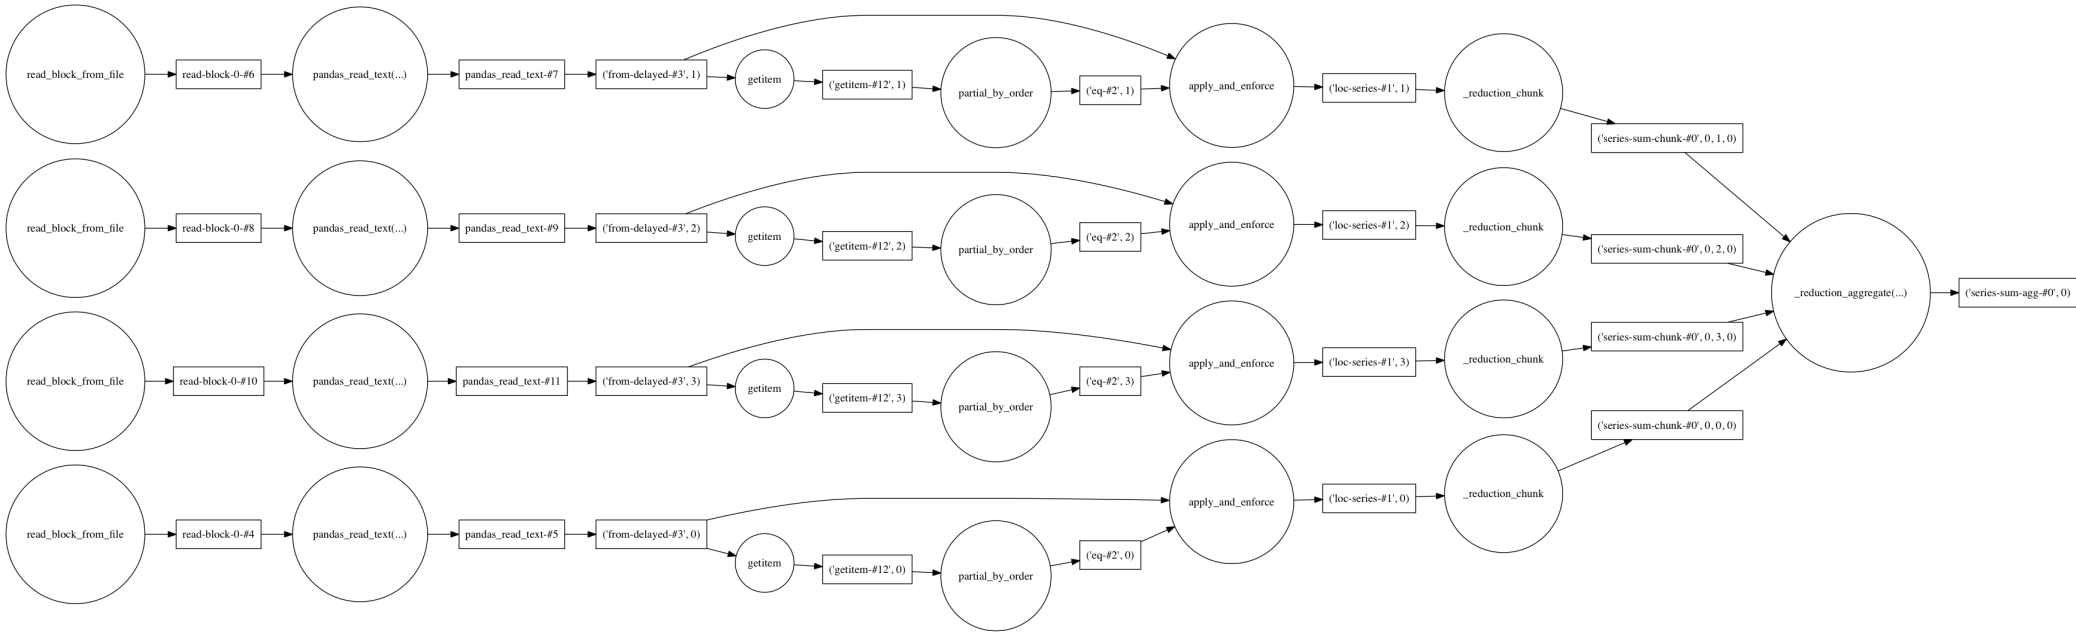 read_block_from_file
read-block-0-#6
pandas_read_text(...)
pandas_read_text-#7
('from-delayed-#3', 1)
getitem
('getitem-#12', 1)
partial_by_order
('eq-#2', 1)
apply_and_enforce
('loc-series-#1', 1)
_reduction_chunk
('series-sum-chunk-#0', 0, 1, 0)
read_block_from_file
read-block-0-#8
pandas_read_text(...)
pandas_read_text-#9
('from-delayed-#3', 2)
getitem
('getitem-#12', 2)
partial_by_order
('eq-#2', 2)
apply_and_enforce
('loc-series-#1', 2)
_reduction_chunk
('series-sum-chunk-#0', 0, 2, 0)
_reduction_aggregate(...)
('series-sum-agg-#0', 0)
read_block_from_file
read-block-0-#10
pandas_read_text(...)
pandas_read_text-#11
('from-delayed-#3', 3)
getitem
('getitem-#12', 3)
partial_by_order
('eq-#2', 3)
apply_and_enforce
('loc-series-#1', 3)
_reduction_chunk
('series-sum-chunk-#0', 0, 3, 0)
read_block_from_file
read-block-0-#4
pandas_read_text(...)
pandas_read_text-#5
('from-delayed-#3', 0)
getitem
('getitem-#12', 0)
partial_by_order
('eq-#2', 0)
apply_and_enforce
('loc-series-#1', 0)
_reduction_chunk
('series-sum-chunk-#0', 0, 0, 0)